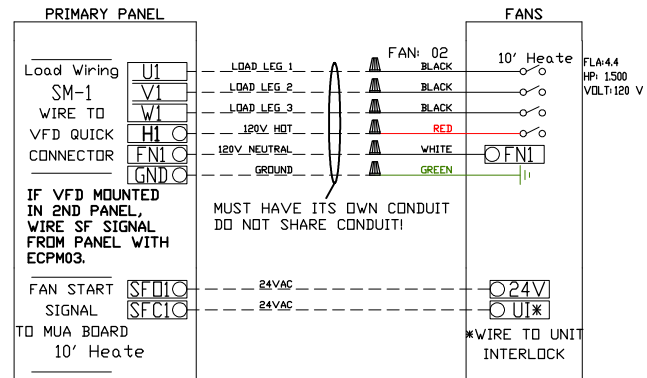 PRIMARY PANEL
FANS
FAN: 02
10' Heate
FLA:4.4
HP: 1.500
VOLT:120 V
Load Wiring
SM-1
WIRE TO
VFD QUICK
CONNECTOR
U1
V1
W1
H1
FN1
GND
LOAD LEG 1
BLACK
LOAD LEG 2
BLACK
LOAD LEG 3
BLACK
120V HOT
RED
120V NEUTRAL
WHITE
FN1
GROUND
GREEN
IF VFD MOUNTED
IN 2ND PANEL,
WIRE SF SIGNAL
FROM PANEL WITH
ECPM03.
MUST HAVE ITS OWN CONDUIT
DO NOT SHARE CONDUIT!
FAN START
SIGNAL
TO MUA BOARD
10' Heate
SFO1
SFC1
24VAC
24VAC
24V
UI*
*WIRE TO UNIT
INTERLOCK